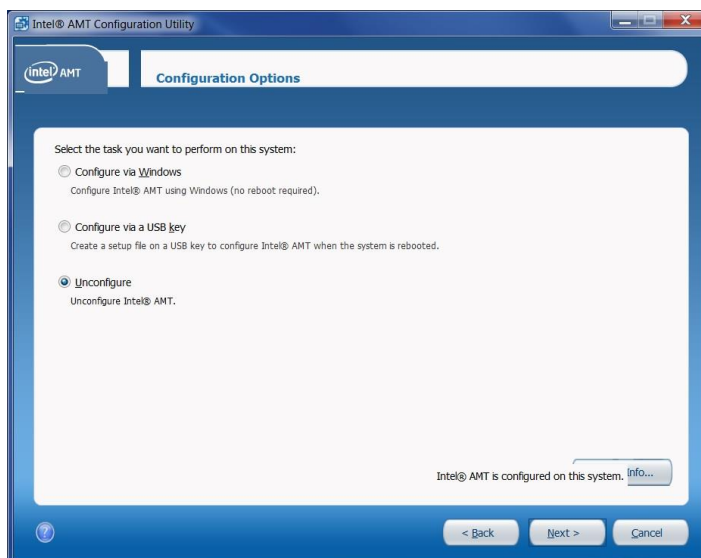 Intel® AMT Configuration Utility
intel AMT
Configuration Options
Select the task you want to perform on this system:
Configure via Windows
Configure Intel® AMT using Windows (no reboot required).
Configure via a USB key
Create a setup file on a USB key to configure Intel® AMT when the system is rebooted.
Unconfigure
Unconfigure Intel® AMT.
Intel® AMT is configured on this system. Info...
< Back Next > Cancel